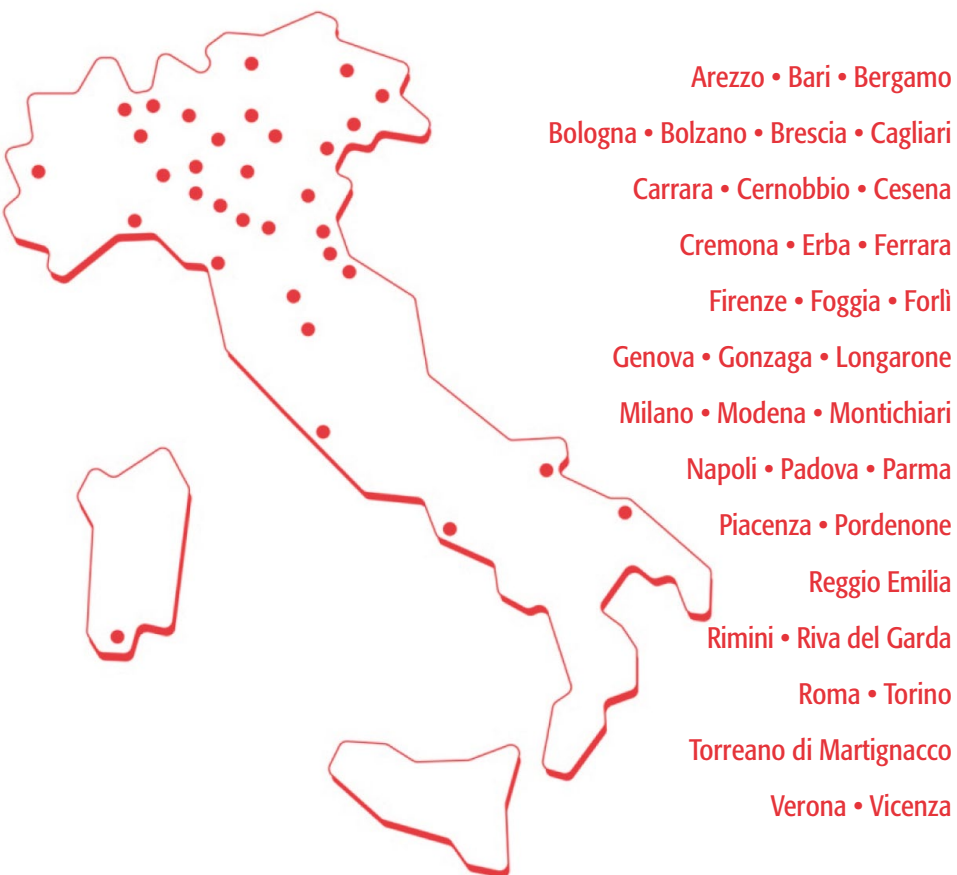 Arezzo • Bari • Bergamo
Bologna • Bolzano • Brescia • Cagliari
Carrara • Cernobbio • Cesena
Cremona • Erba • Ferrara
Firenze • Foggia • Forlì
Genova • Gonzaga • Longarone
Milano • Modena • Montichiari
Napoli • Padova • Parma
Piacenza • Pordenone
Reggio Emilia
Rimini • Riva del Garda
Roma • Torino
Torreano di Martignacco
Verona • Vicenza